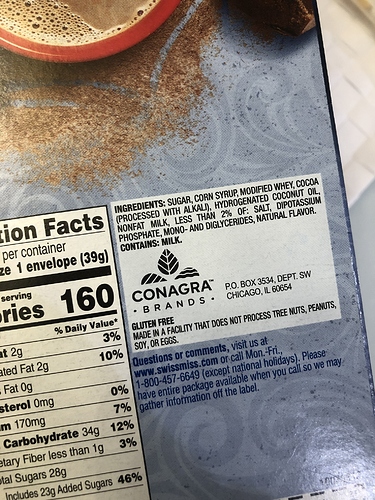 INGREDIENTS: SUGAR, CORN SYRUP, MODIFIED WHEY, COCOA
(PROCESSED WITH ALKALI), HYDROGENATED COCONUT OIL,
NONFAT MILK, LESS THAN 2% OF: SALT, DIPOTASSIUM
PHOSPHATE, MONO- AND DIGLYCERIDES, NATURAL FLAVOR.
CONTAINS: MILK.
CONAGRA
BRANDS
P.O. BOX 3534, DEPT. SW
CHICAGO, IL 60654
GLUTEN FREE
MADE IN A FACILITY THAT DOES NOT PROCESS TREE NUTS, PEANUTS,
SOY, OR EGGS.
Questions or comments, visit us at
www.swissmiss.com or call Mon.-Fri.,
1-800-457-6649 (except national holidays). Please
have entire package available when you call so we may
gather information off the label.
tion Facts
per container
ze 1 envelope (39g)
serving
ories 160
% Daily Value*
at 2g 3%
ated Fat 2g 10%
Fat 0g
sterol 0mg 0%
m 170mg 7%
Carbohydrate 34g 12%
etary Fiber less than 1g 3%
otal Sugars 28g
Includes 23g Added Sugars 46%